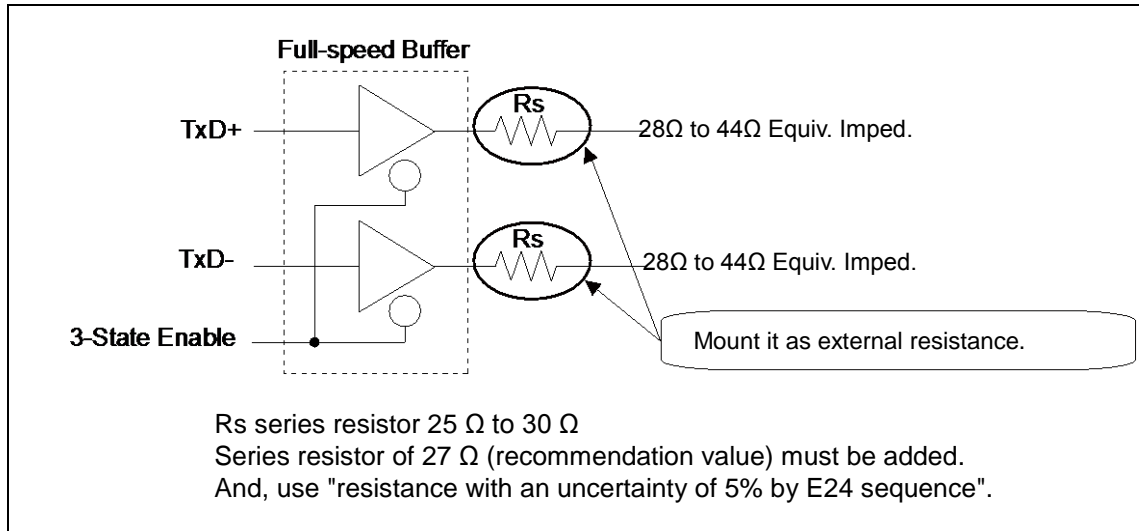 Full-speed Buffer
Rs
TxD+
28Ω to 44Ω Equiv. Imped.
Rs
TxD-
28Ω to 44Ω Equiv. Imped.
3-State Enable
Mount it as external resistance.
Rs series resistor 25 Ω to 30 Ω
Series resistor of 27 Ω (recommendation value) must be added.
And, use "resistance with an uncertainty of 5% by E24 sequence".